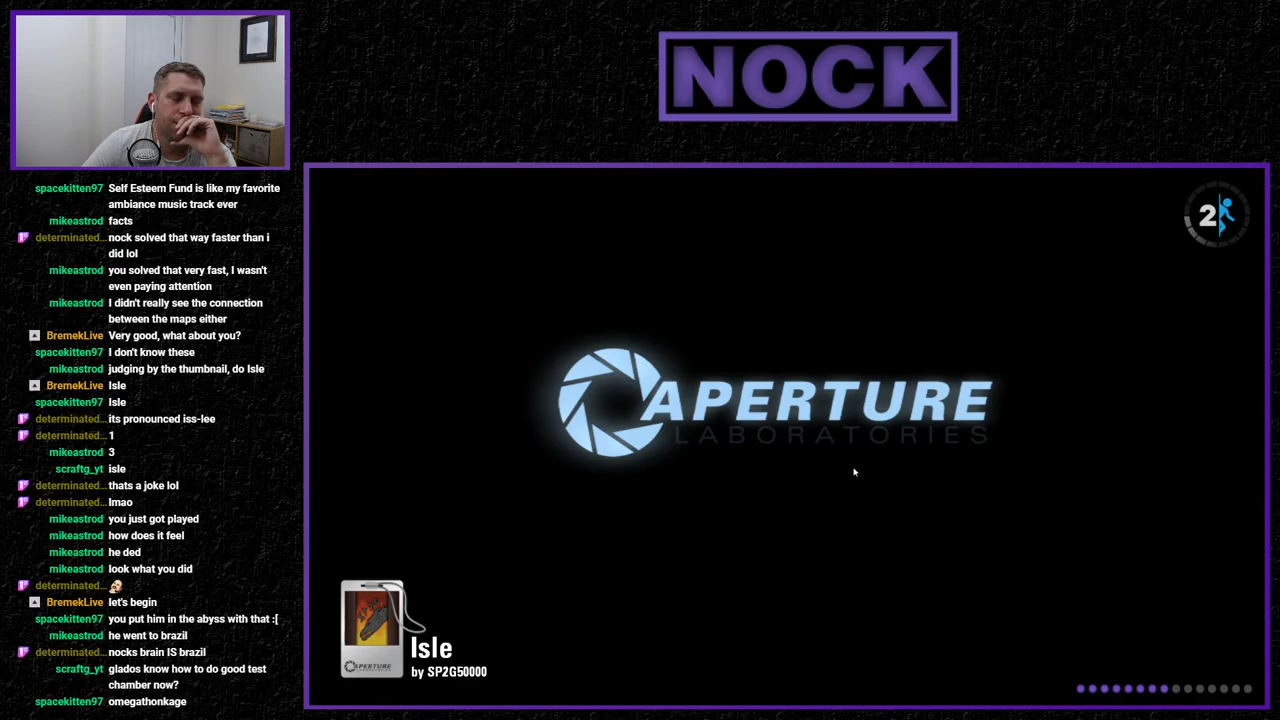 NOCK
spacekitten97 Self Esteem Fund is like my favorite
ambiance music track ever
mikeastrod facts
determinated... nock solved that way faster than i
did lol
mikeastrod you solved that very fast, I wasn't
even paying attention
mikeastrod I didn't really see the connection
between the maps either
BremekLive Very good, what about you?
spacekitten97 I don't know these
mikeastrod judging by the thumbnail, do Isle
BremekLive Isle
spacekitten97 Isle
determinated... its pronounced iss-lee
determinated... 1
mikeastrod 3
scraftg_yt isle
determinated... thats a joke lol
determinated... lmao
mikeastrod you just got played
mikeastrod how does it feel
mikeastrod he ded
mikeastrod look what you did
determinated...
BremekLive let's begin
spacekitten97 you put him in the abyss with that :[
mikeastrod he went to brazil
determinated... nocks brain IS brazil
scraftg_yt glados know how to do good test
chamber now?
spacekitten97 omegathonkage
2
APERTURE
LABORATORIES
APERTURE
LABORATORIES
Isle
by SP2G50000